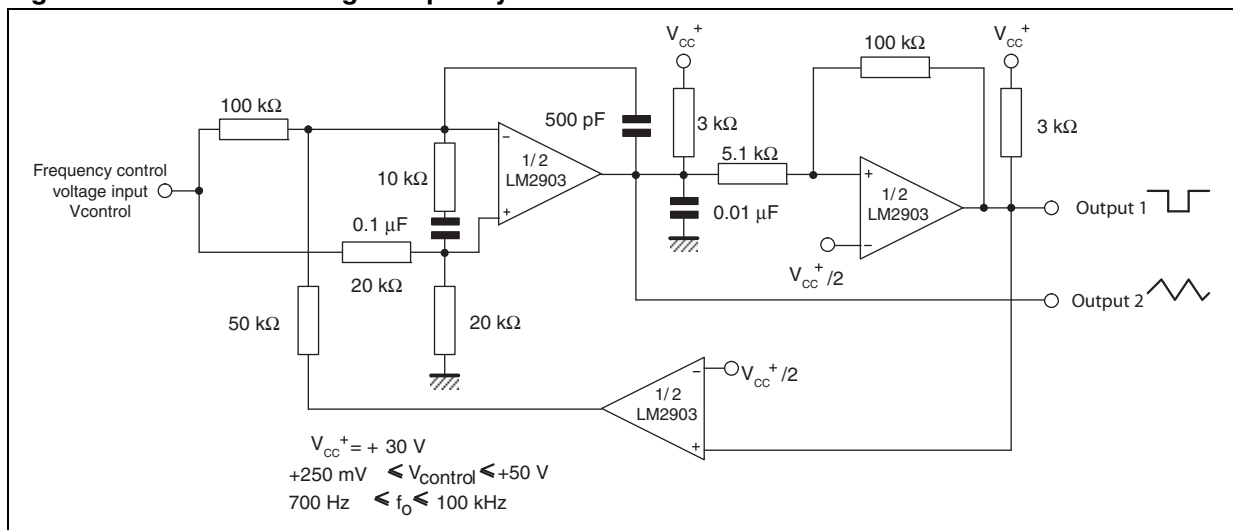 V_CC^+
100 kΩ
V_CC^+
100 kΩ
500 pF
3 kΩ
3 kΩ
5.1 kΩ
−
1/2
LM2903
+
Frequency control
voltage input
Vcontrol
10 kΩ
0.1 µF
20 kΩ
+
1/2
LM2903
−
0.01 µF
V_CC^+/2
Output 1
Output 2
50 kΩ
20 kΩ
−
V_CC^+/2
1/2
LM2903
+
V_CC^+ = + 30 V
+250 mV ⩽ V_control ⩽ +50 V
700 Hz ⩽ f_o ⩽ 100 kHz